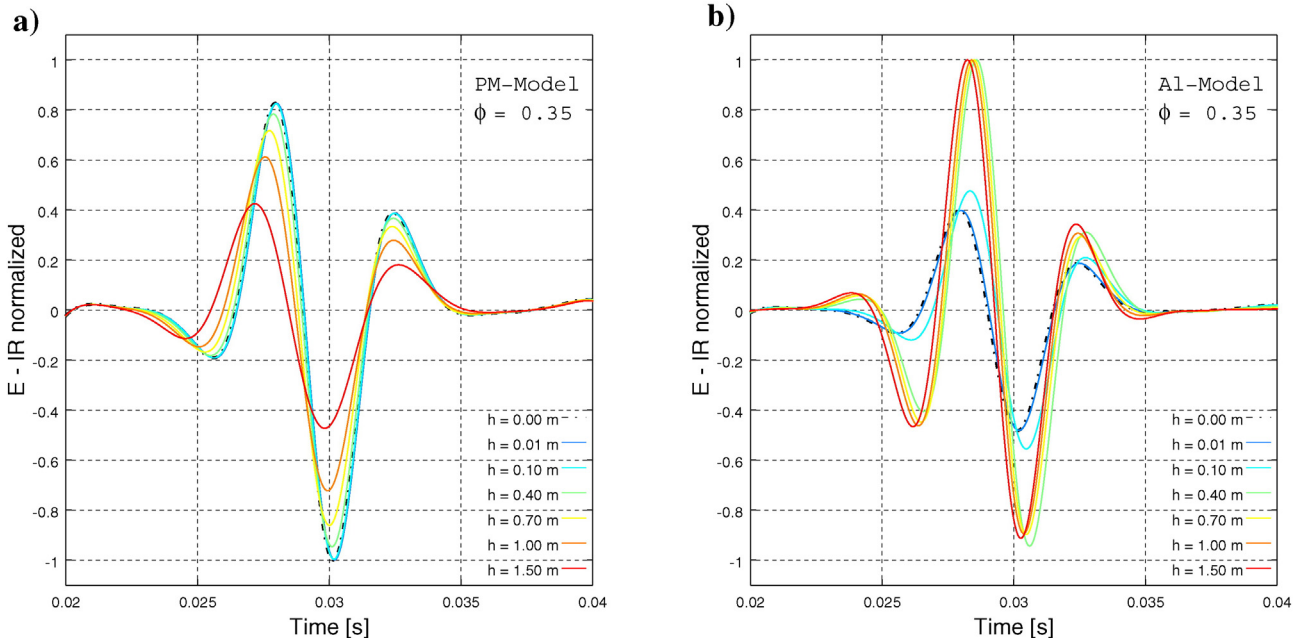 a)
PM-Model
ϕ = 0.35
E - IR normalized
1
0.8
0.6
0.4
0.2
0
-0.2
-0.4
-0.6
-0.8
-1
h = 0.00 m
h = 0.01 m
h = 0.10 m
h = 0.40 m
h = 0.70 m
h = 1.00 m
h = 1.50 m
0.02 0.025 0.03 0.035 0.04
Time [s]
b)
Al-Model
ϕ = 0.35
E - IR normalized
1
0.8
0.6
0.4
0.2
0
-0.2
-0.4
-0.6
-0.8
-1
h = 0.00 m
h = 0.01 m
h = 0.10 m
h = 0.40 m
h = 0.70 m
h = 1.00 m
h = 1.50 m
0.02 0.025 0.03 0.035 0.04
Time [s]